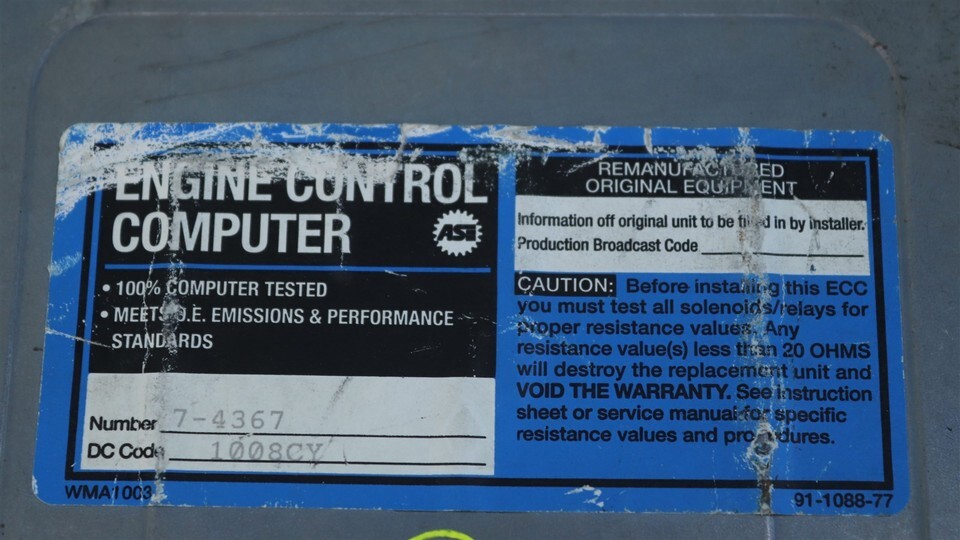 ENGINE CONTROL
COMPUTER
ASE
• 100% COMPUTER TESTED
• MEETS O.E. EMISSIONS & PERFORMANCE
STANDARDS
Number 7-4367
DC Code 1008CY
WMA1003
REMANUFACTURED
ORIGINAL EQUIPMENT
Information off original unit to be filled in by installer.
Production Broadcast Code
CAUTION: Before installing this ECC
you must test all solenoids/relays for
proper resistance values. Any
resistance value(s) less than 20 OHMS
will destroy the replacement unit and
VOID THE WARRANTY. See instruction
sheet or service manual for specific
resistance values and procedures.
91-1088-77